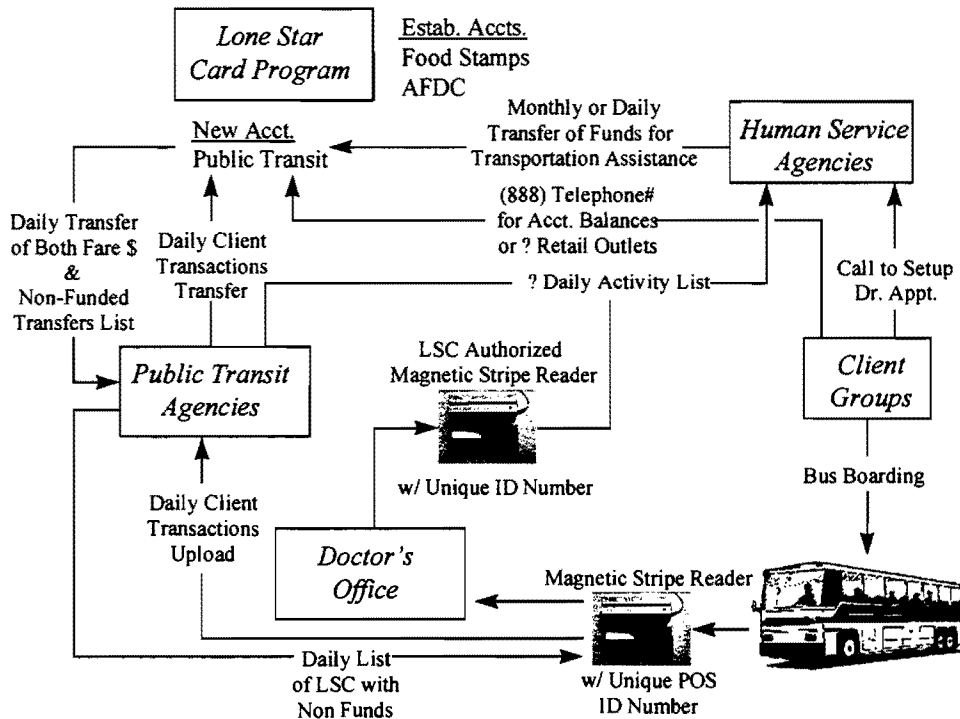 Lone Star
Card Program
Estab. Accts.
Food Stamps
AFDC
New Acct.
Public Transit
Monthly or Daily
Transfer of Funds for
Transportation Assistance
Human Service
Agencies
(888) Telephone#
for Acct. Balances
or ? Retail Outlets
Daily Transfer
of Both Fare $
&
Non-Funded
Transfers List
Daily Client
Transactions
Transfer
? Daily Activity List
Call to Setup
Dr. Appt.
Public Transit
Agencies
LSC Authorized
Magnetic Stripe Reader
w/ Unique ID Number
Client
Groups
Daily Client
Transactions
Upload
Doctor's
Office
Bus Boarding
Magnetic Stripe Reader
w/ Unique POS
ID Number
Daily List
of LSC with
Non Funds